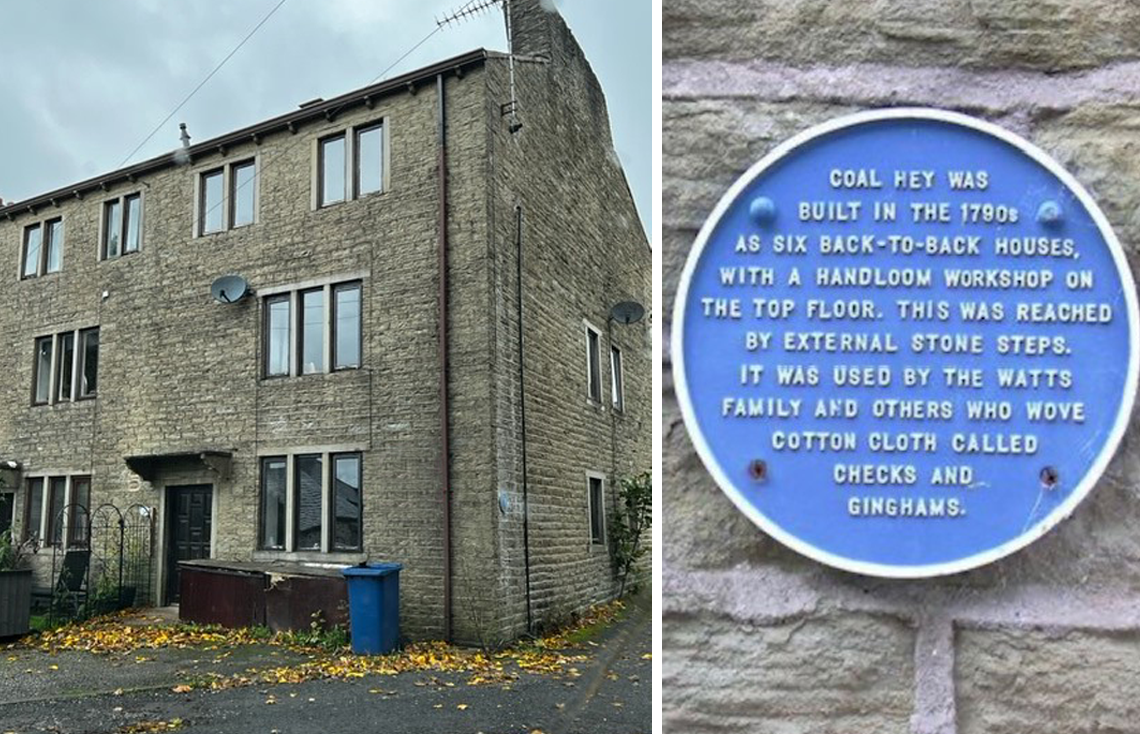 COAL HEY WAS
BUILT IN THE 1790s
AS SIX BACK-TO-BACK HOUSES,
WITH A HANDLOOM WORKSHOP ON
THE TOP FLOOR. THIS WAS REACHED
BY EXTERNAL STONE STEPS.
IT WAS USED BY THE WATTS
FAMILY AND OTHERS WHO WOVE
COTTON CLOTH CALLED
CHECKS AND
GINGHAMS.